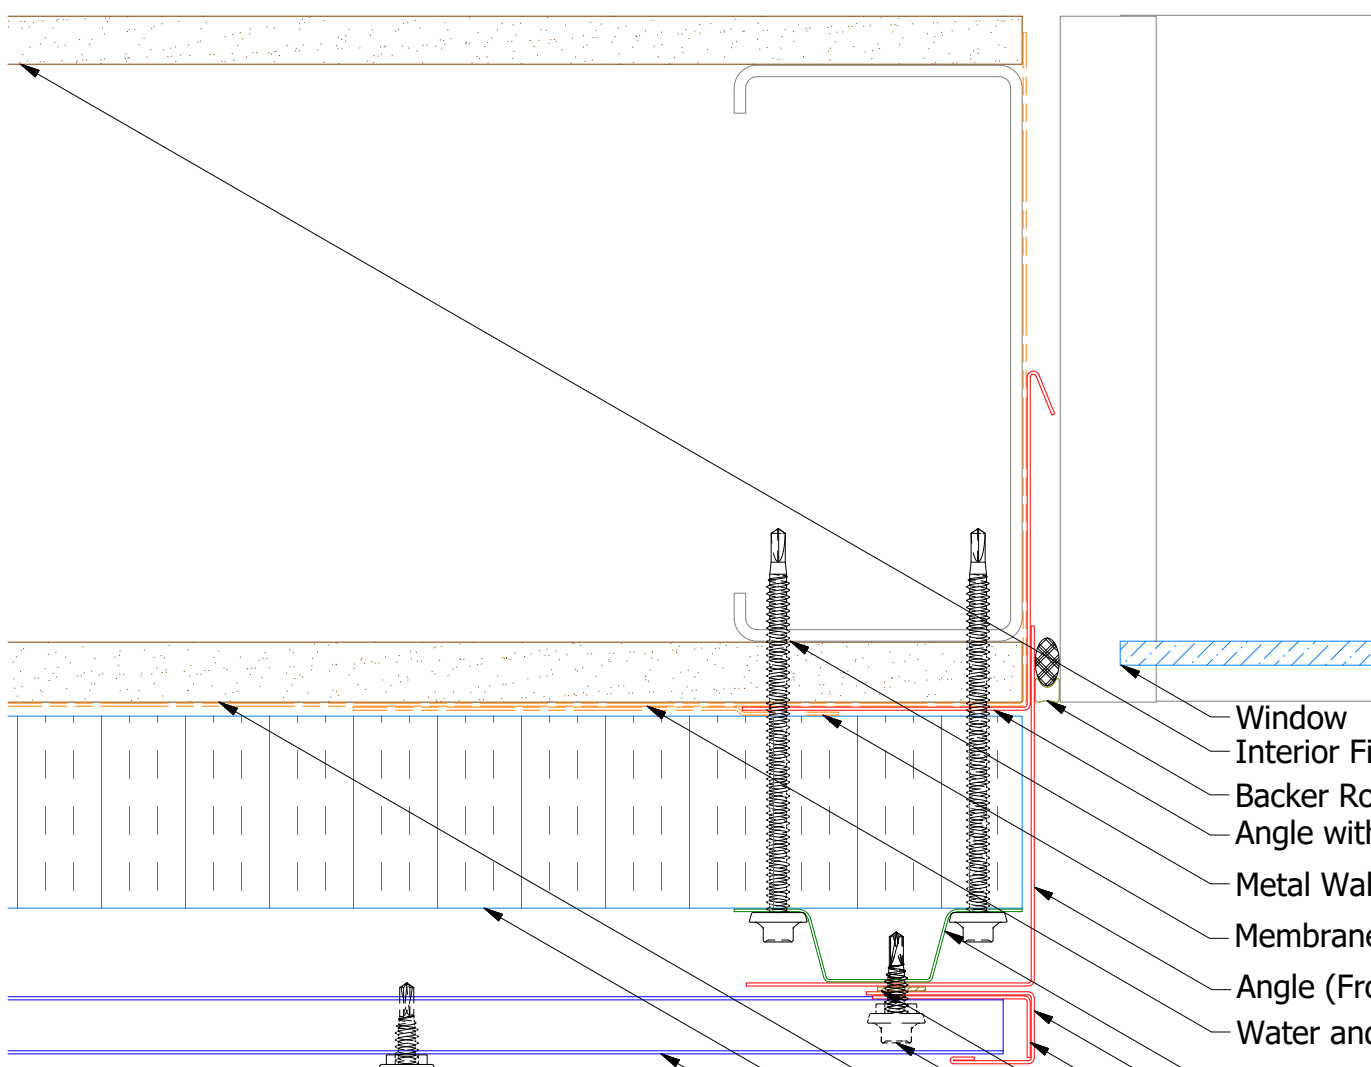 Window
Interior Fi
Backer Ro
Angle with
Metal Wal
Membrane
Angle (Fro
Water and